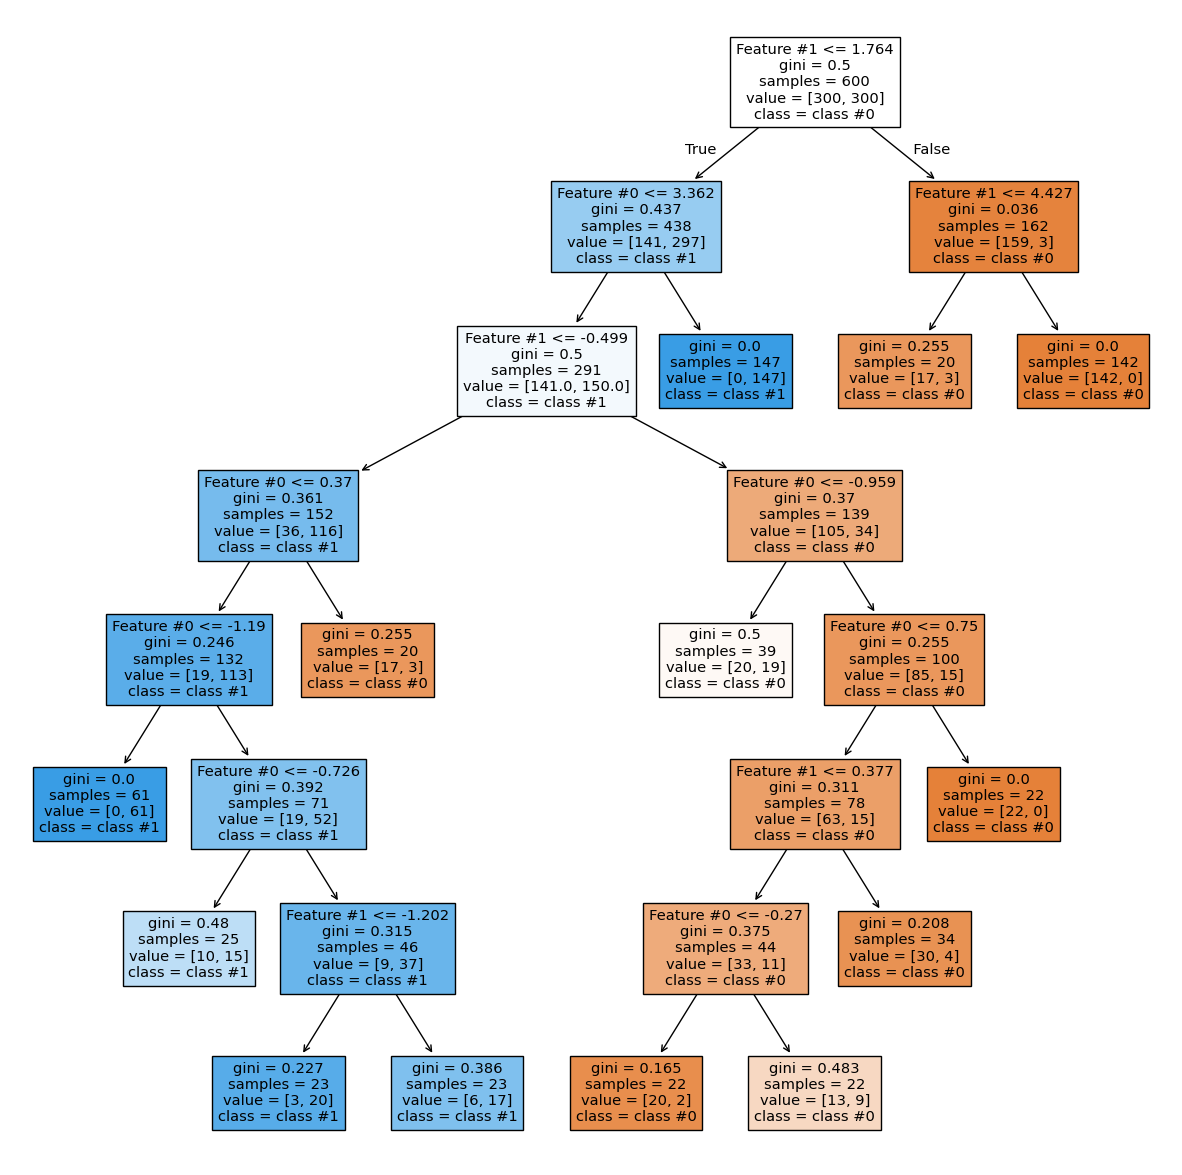 Feature #1 <= 1.764
gini = 0.5
samples = 600
value = [300, 300]
class = class #0
True
False
Feature #0 <= 3.362
gini = 0.437
samples = 438
value = [141, 297]
class = class #1
Feature #1 <= 4.427
gini = 0.036
samples = 162
value = [159, 3]
class = class #0
Feature #1 <= -0.499
gini = 0.5
samples = 291
value = [141.0, 150.0]
class = class #1
gini = 0.0
samples = 147
value = [0, 147]
class = class #1
gini = 0.255
samples = 20
value = [17, 3]
class = class #0
gini = 0.0
samples = 142
value = [142, 0]
class = class #0
Feature #0 <= 0.37
gini = 0.361
samples = 152
value = [36, 116]
class = class #1
Feature #0 <= -0.959
gini = 0.37
samples = 139
value = [105, 34]
class = class #0
Feature #0 <= -1.19
gini = 0.246
samples = 132
value = [19, 113]
class = class #1
gini = 0.255
samples = 20
value = [17, 3]
class = class #0
gini = 0.5
samples = 39
value = [20, 19]
class = class #0
Feature #0 <= 0.75
gini = 0.255
samples = 100
value = [85, 15]
class = class #0
gini = 0.0
samples = 61
value = [0, 61]
class = class #1
Feature #0 <= -0.726
gini = 0.392
samples = 71
value = [19, 52]
class = class #1
Feature #1 <= 0.377
gini = 0.311
samples = 78
value = [63, 15]
class = class #0
gini = 0.0
samples = 22
value = [22, 0]
class = class #0
gini = 0.48
samples = 25
value = [10, 15]
class = class #1
Feature #1 <= -1.202
gini = 0.315
samples = 46
value = [9, 37]
class = class #1
Feature #0 <= -0.27
gini = 0.375
samples = 44
value = [33, 11]
class = class #0
gini = 0.208
samples = 34
value = [30, 4]
class = class #0
gini = 0.227
samples = 23
value = [3, 20]
class = class #1
gini = 0.386
samples = 23
value = [6, 17]
class = class #1
gini = 0.165
samples = 22
value = [20, 2]
class = class #0
gini = 0.483
samples = 22
value = [13, 9]
class = class #0